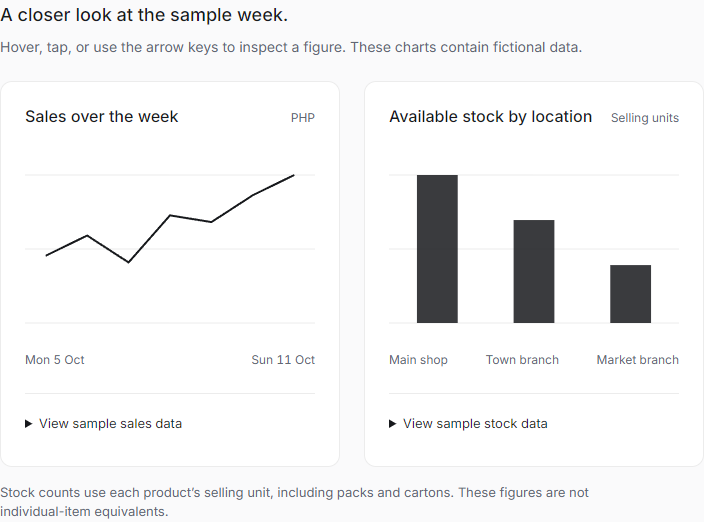 A closer look at the sample week.
Hover, tap, or use the arrow keys to inspect a figure. These charts contain fictional data.
Sales over the week
PHP
Mon 5 Oct
Sun 11 Oct
View sample sales data
Available stock by location
Selling units
Main shop
Town branch
Market branch
View sample stock data
Stock counts use each product’s selling unit, including packs and cartons. These figures are not
individual-item equivalents.